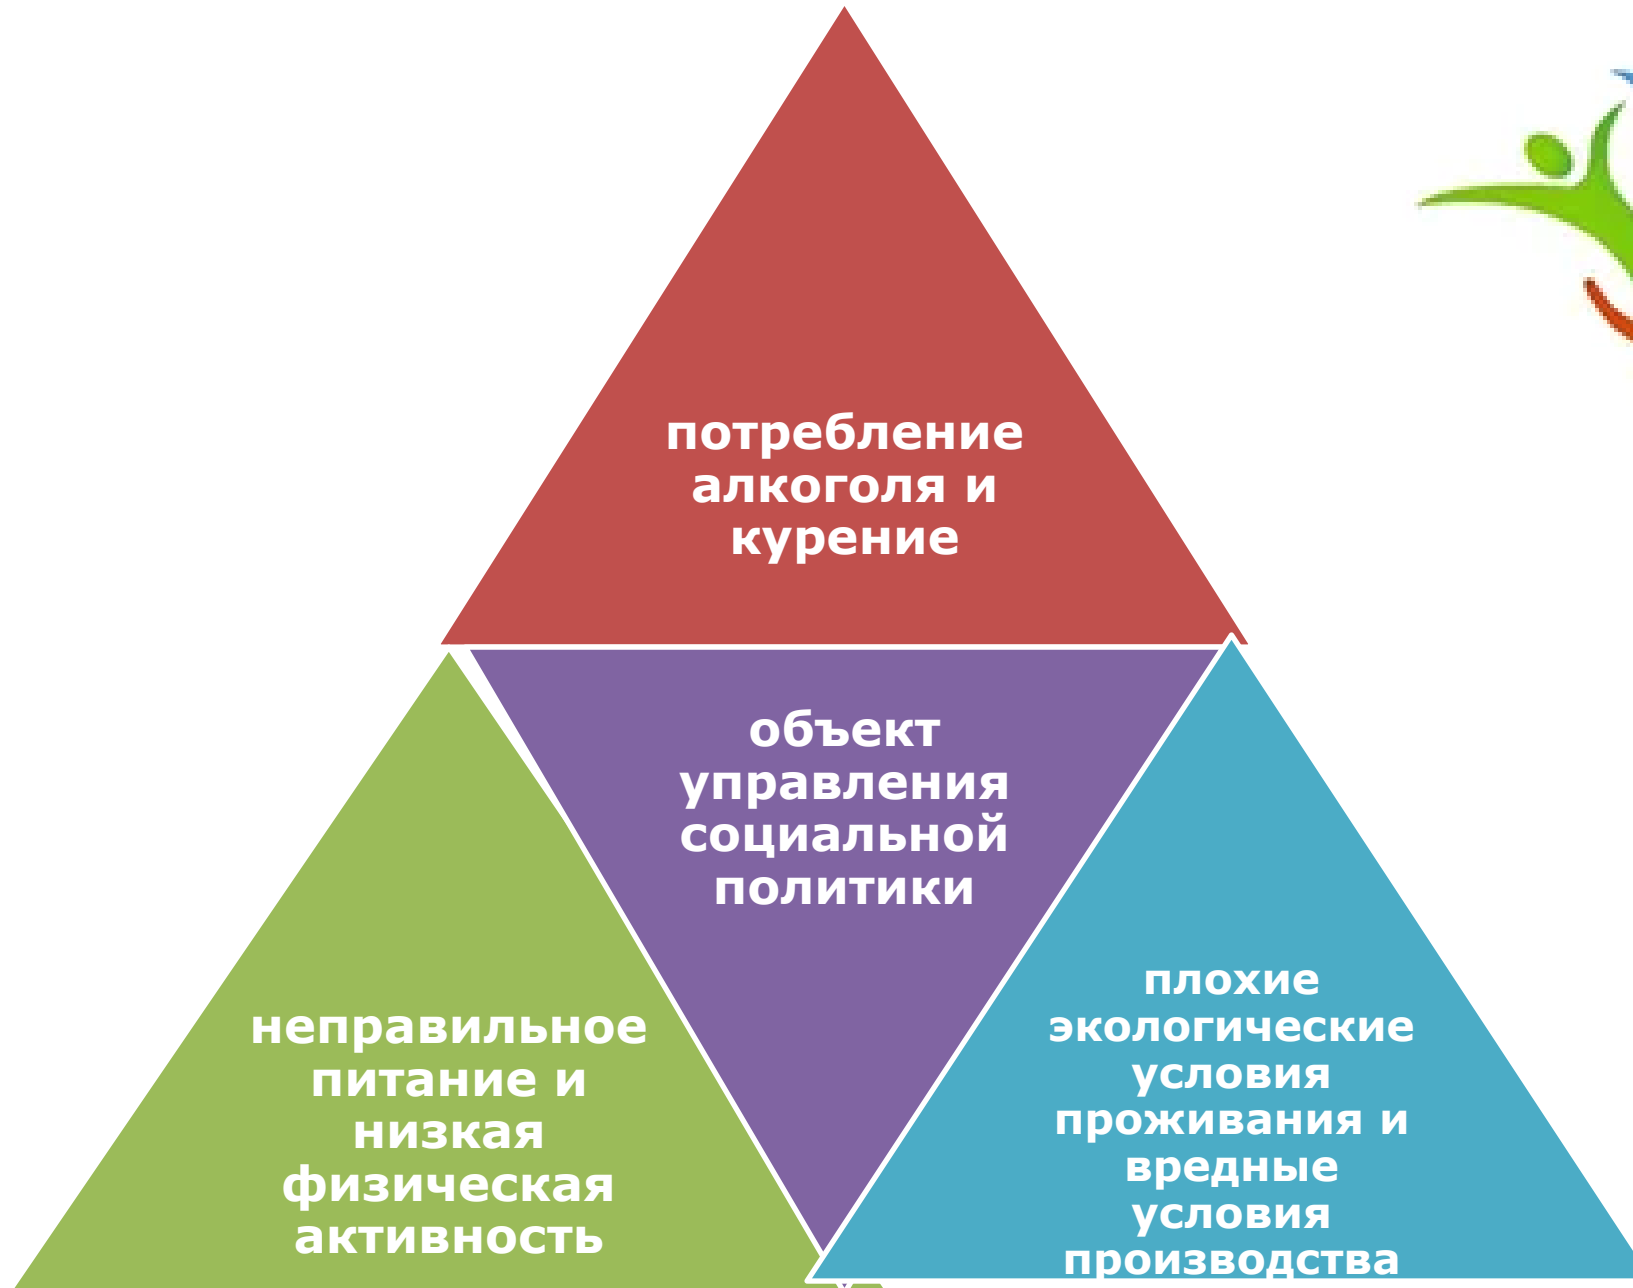 потребление
алкоголя и
курение
объект
управления
социальной
политики
неправильное
питание и
низкая
физическая
активность
плохие
экологические
условия
проживания и
вредные
условия
производства